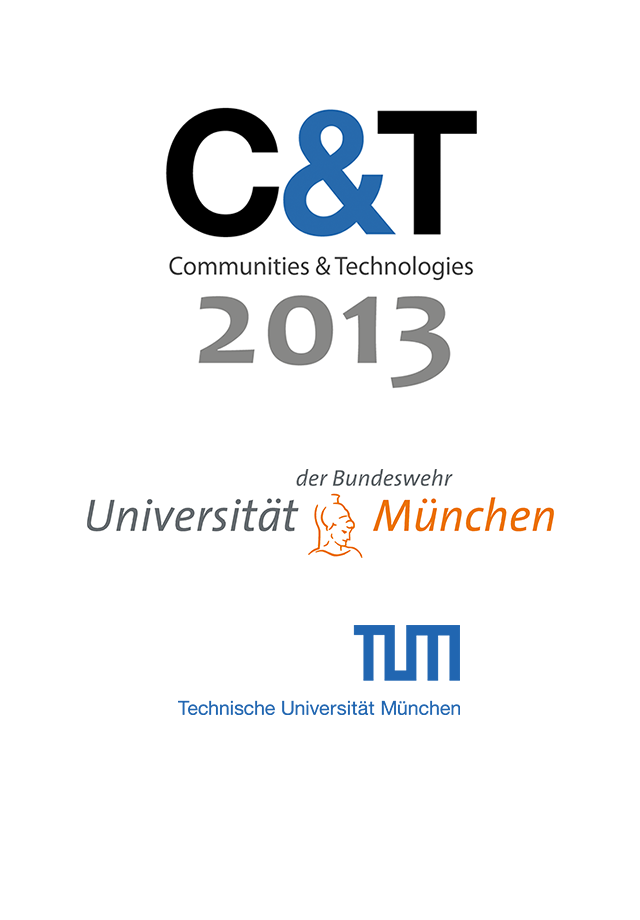 C&T
Communities & Technologies
2013
der Bundeswehr
Universität München
TUM
Technische Universität München